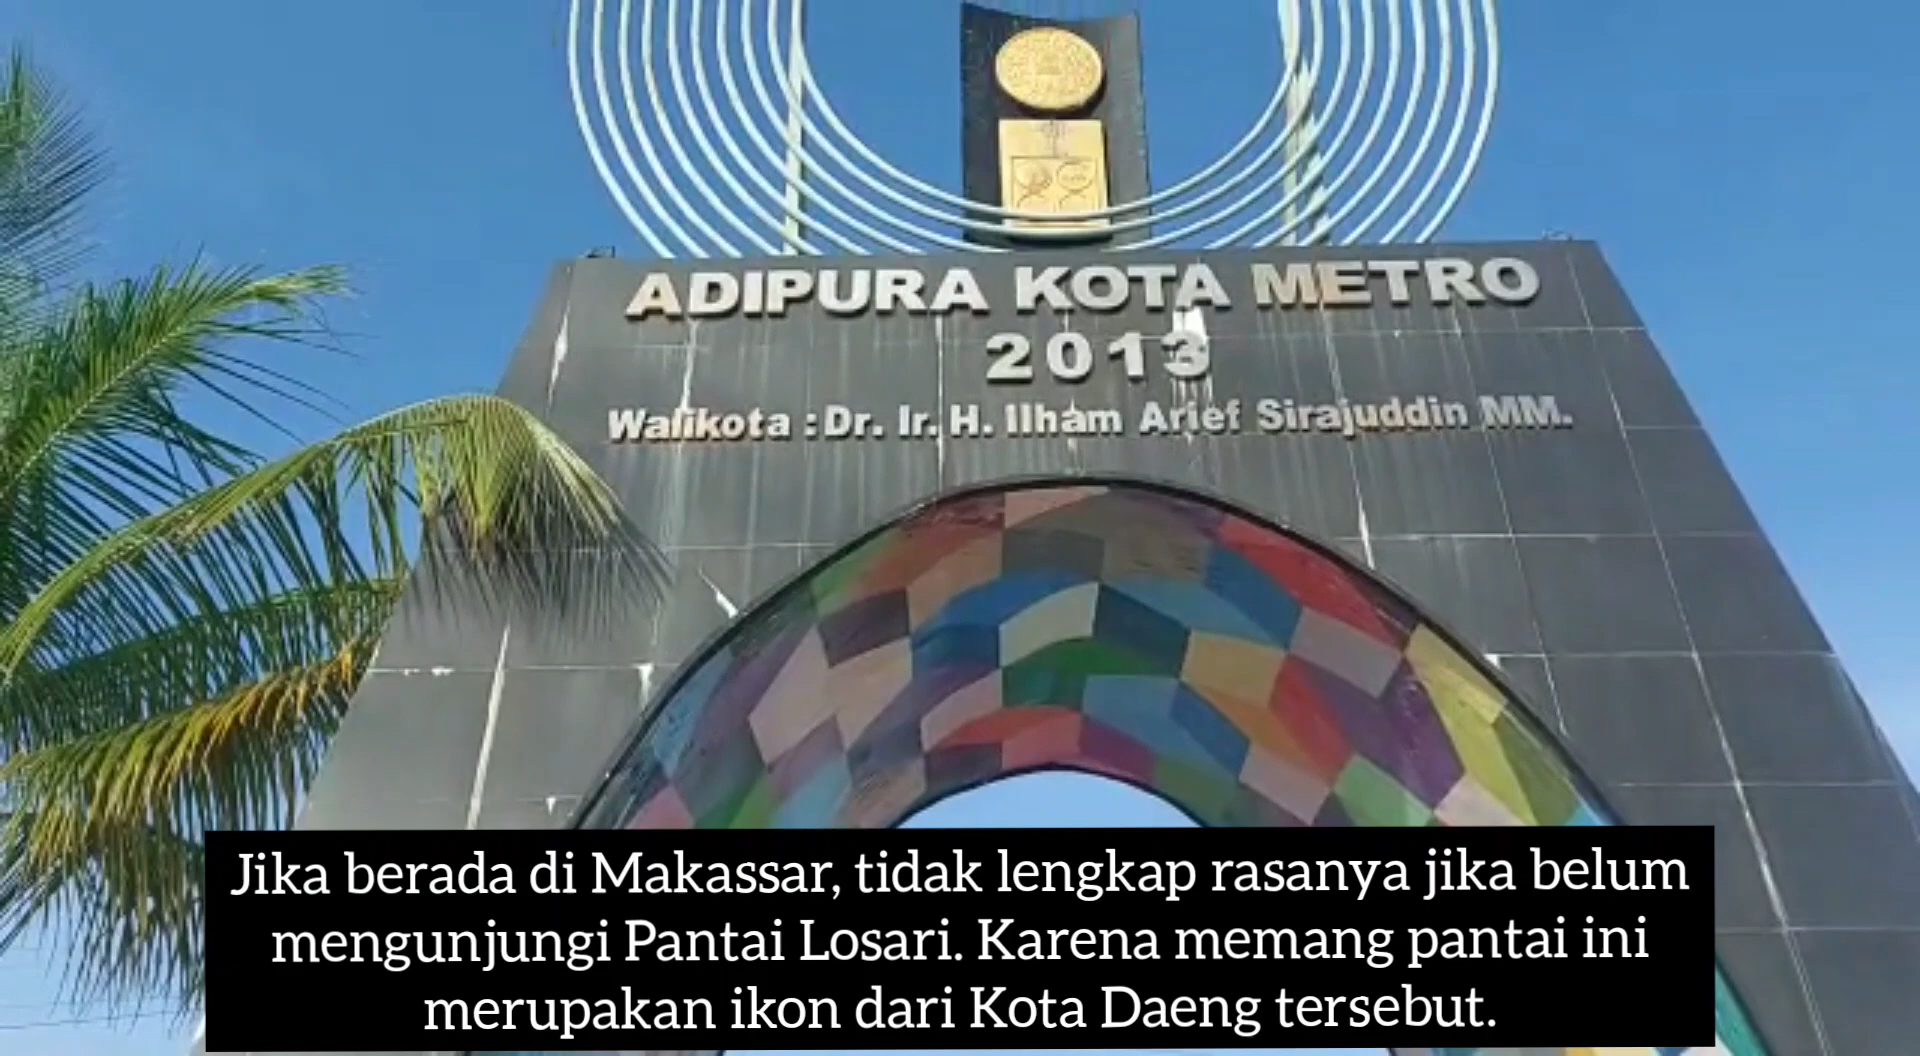 ADIPURA KOTA METRO
2013
Walikota : Dr. Ir. H. Ilham Arief Sirajuddin MM.
Jika berada di Makassar, tidak lengkap rasanya jika belum
mengunjungi Pantai Losari. Karena memang pantai ini
merupakan ikon dari Kota Daeng tersebut.